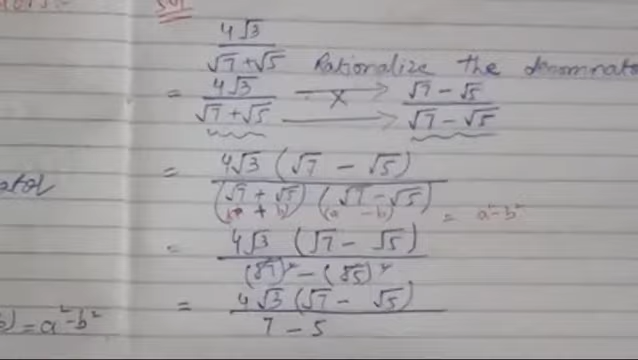 Sol
4√3
√7 + √5 Rationalize the denominator
= 4√3 / √7 + √5 × √7 - √5 / √7 - √5
= 4√3 (√7 - √5)
(√7 + √5) (√7 - √5)
(a + b) (a - b) = a² - b²
= 4√3 (√7 - √5)
(√7)² - (√5)²
= 4√3 (√7 - √5)
b) = a² - b²
7 - 5